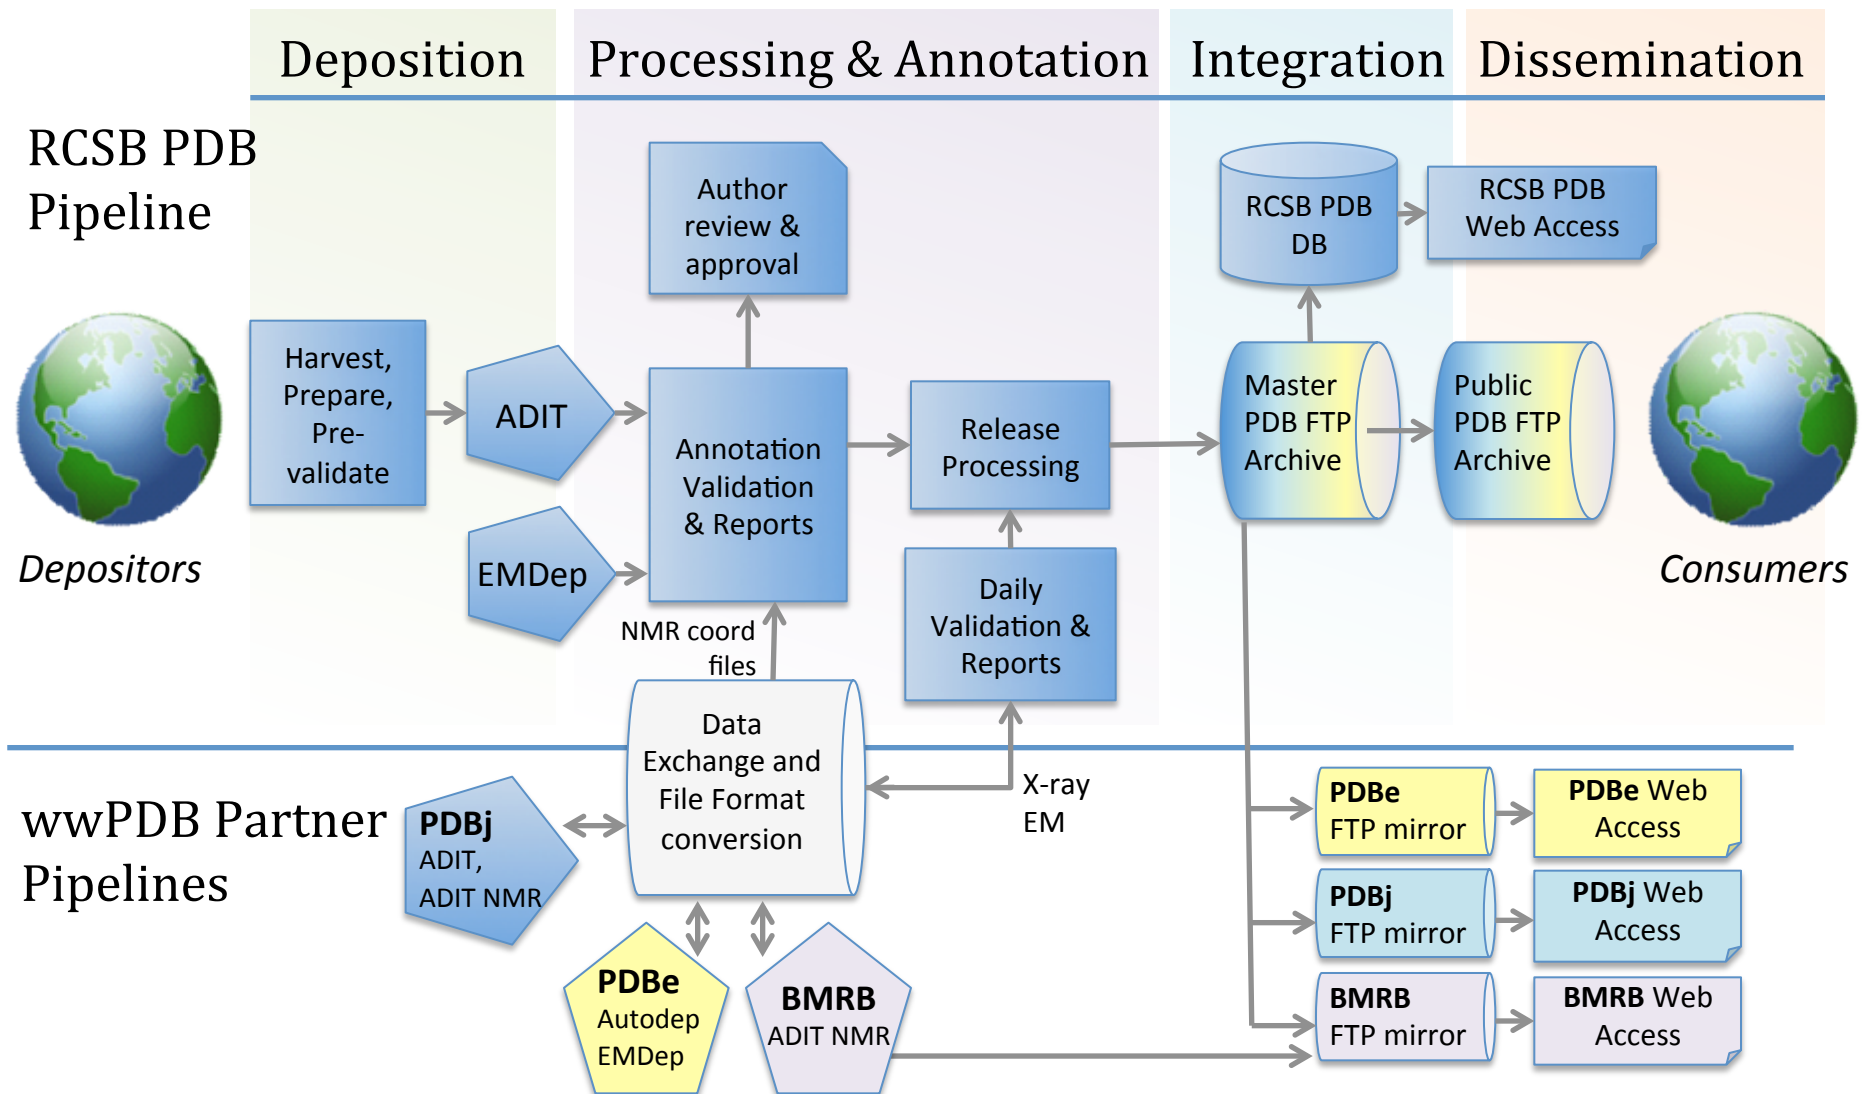 Deposition
Processing & Annotation
Integration
Dissemination
RCSB PDB
Pipeline
Author
review &
approval
RCSB PDB
DB
RCSB PDB
Web Access
Harvest,
Prepare,
Pre-
validate
ADIT
EMDep
Annotation
Validation
& Reports
Release
Processing
Master
PDB FTP
Archive
Public
PDB FTP
Archive
Depositors
Consumers
NMR coord
files
Daily
Validation &
Reports
Data
Exchange and
File Format
conversion
X-ray
EM
wwPDB Partner
Pipelines
PDBj
ADIT,
ADIT NMR
PDBe
Autodep
EMDep
BMRB
ADIT NMR
PDBe
FTP mirror
PDBe Web
Access
PDBj
FTP mirror
PDBj Web
Access
BMRB
FTP mirror
BMRB Web
Access